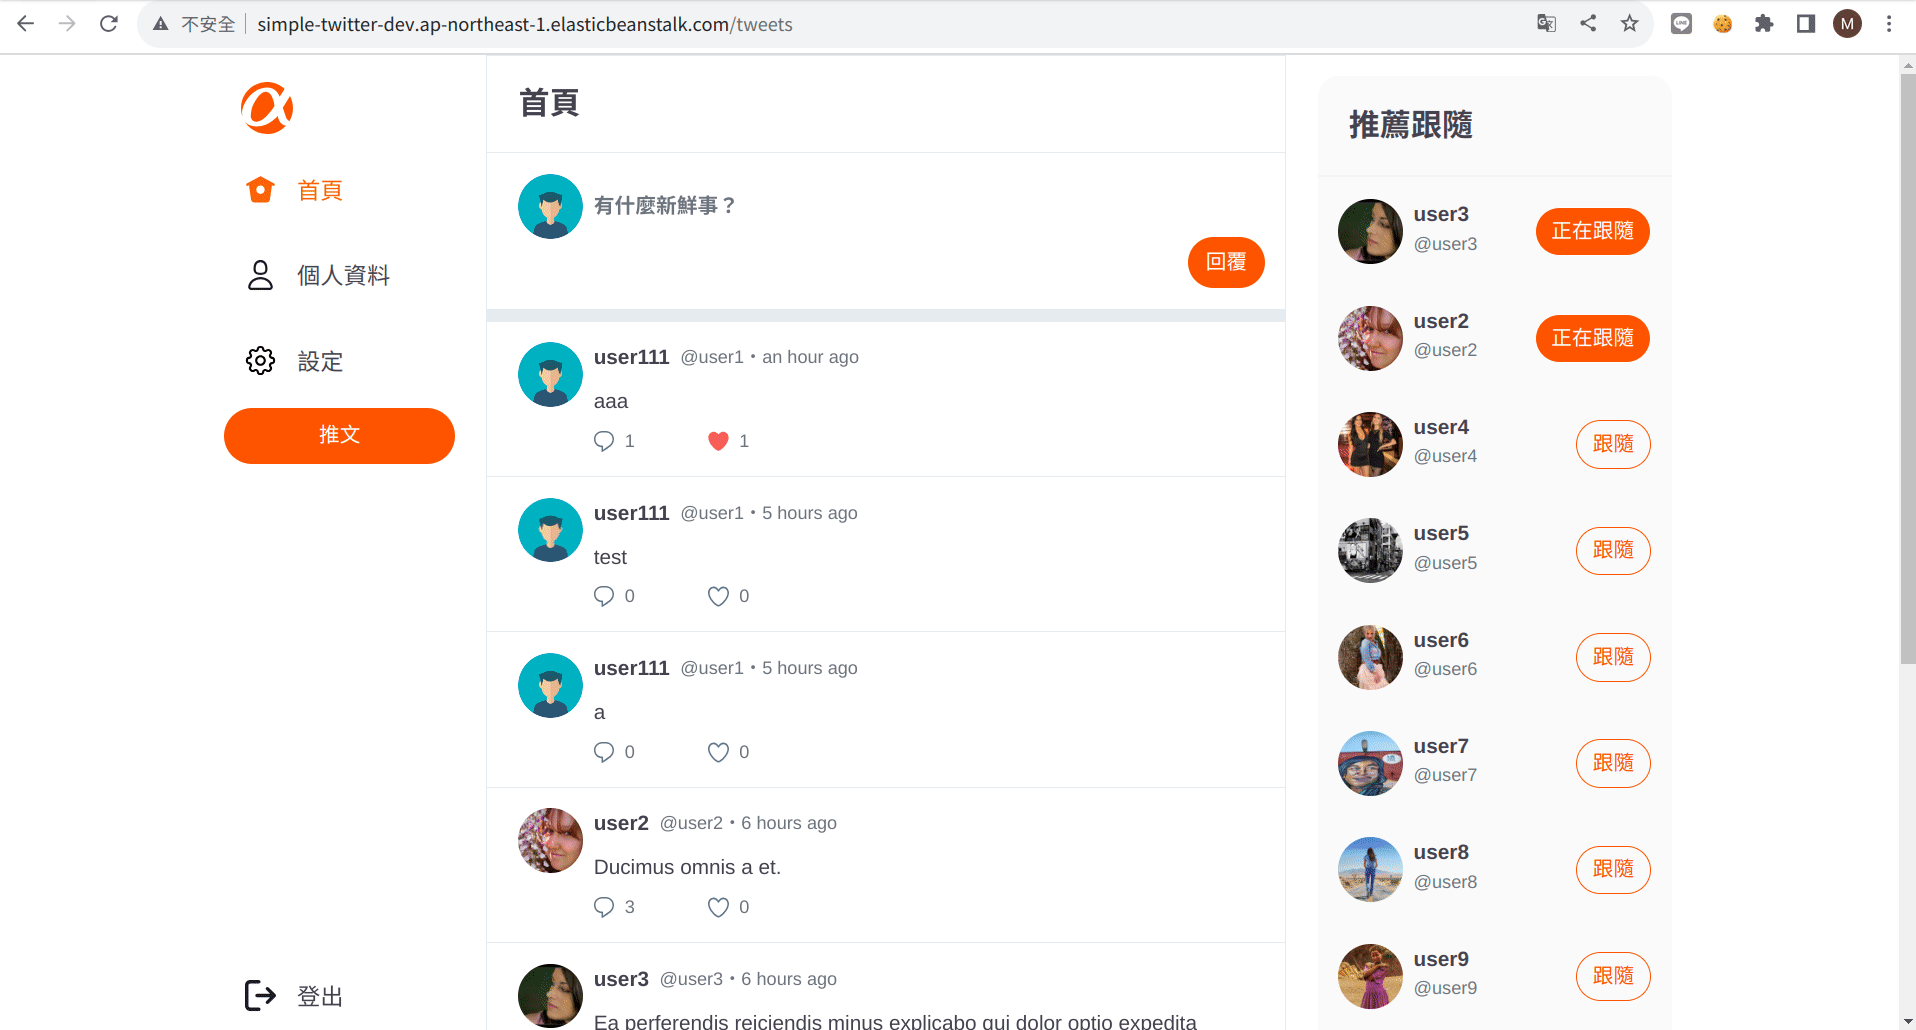 不安全 simple-twitter-dev.ap-northeast-1.elasticbeanstalk.com/tweets
M
首頁
個人資料
設定
推文
登出
首頁
有什麼新鮮事？
回覆
user111 @user1・an hour ago
aaa
1 1
user111 @user1・5 hours ago
test
0 0
user111 @user1・5 hours ago
a
0 0
user2 @user2・6 hours ago
Ducimus omnis a et.
3 0
user3 @user3・6 hours ago
Ea perferendis reiciendis minus explicabo qui dolor optio expedita
推薦跟隨
user3
@user3
正在跟隨
user2
@user2
正在跟隨
user4
@user4
跟隨
user5
@user5
跟隨
user6
@user6
跟隨
user7
@user7
跟隨
user8
@user8
跟隨
user9
@user9
跟隨